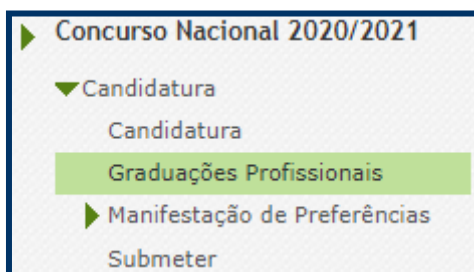 Concurso Nacional 2020/2021
Candidatura
Candidatura
Graduações Profissionais
Manifestação de Preferências
Submeter